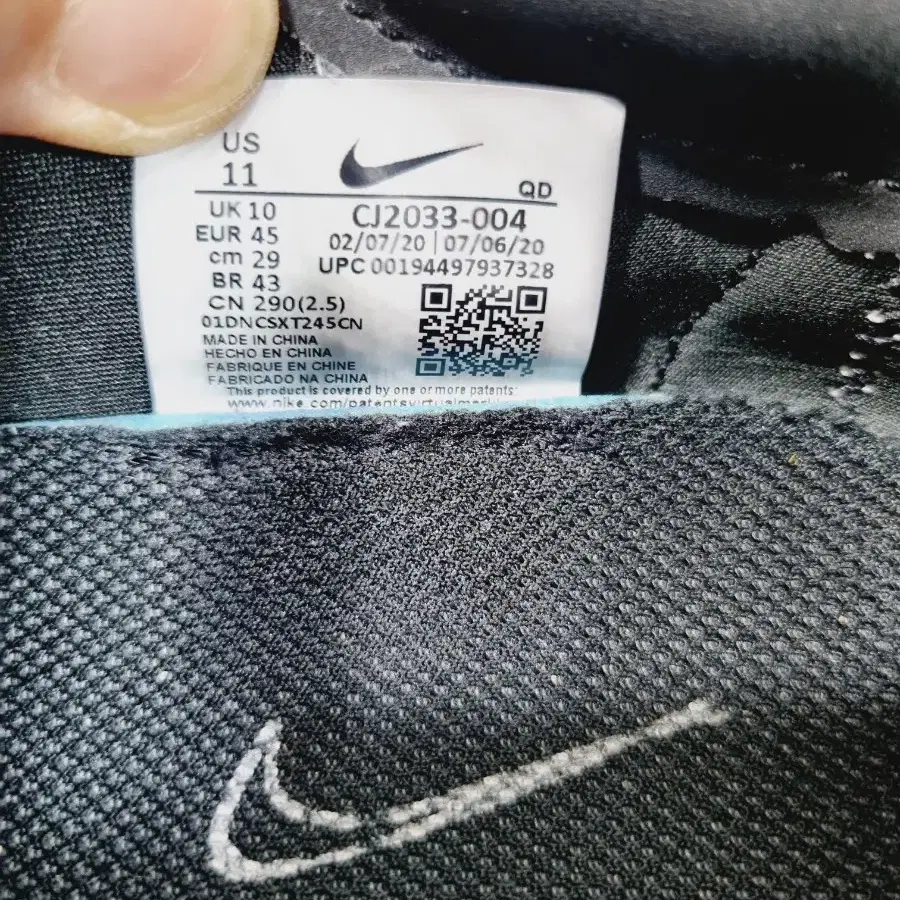 US
11
QD
UK 10
EUR 45
cm 29
BR 43
CN 290(2.5)
CJ2033-004
02/07/20 | 07/06/20
UPC 00194497937328
01DNCSXT245CN
MADE IN CHINA
HECHO EN CHINA
FABRIQUE EN CHINE
FABRICADO NA CHINA
This product is covered by one or more patents: